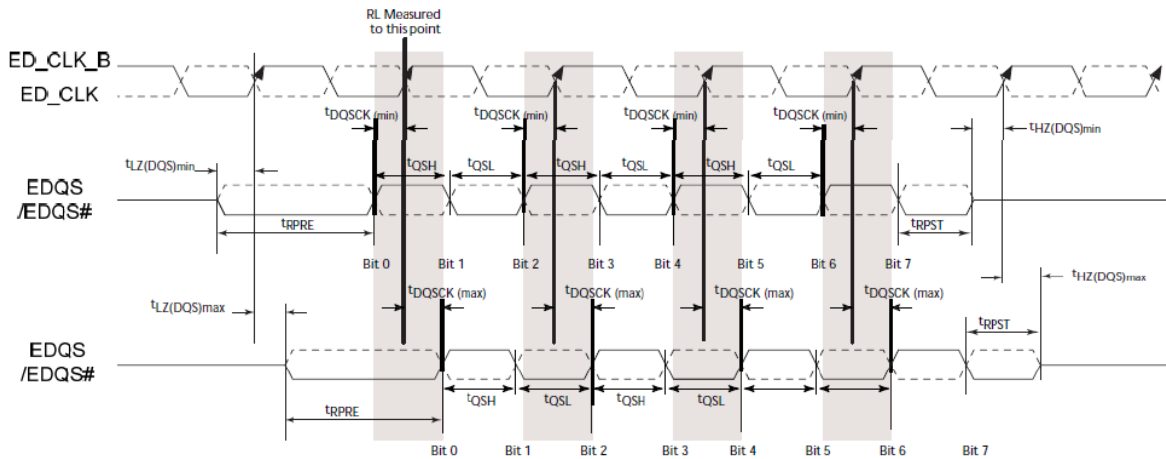 RL Measured
to this point
ED_CLK_B
ED_CLK
tDQSCK (min) tDQSCK (min) tDQSCK (min) tDQSCK (min) tHZ(DQS)min
tLZ(DQS)min
tQSH tQSL tQSH tQSL tQSH tQSL
EDQS
/EDQS#
tRPRE tRPST
Bit 0 Bit 1 Bit 2 Bit 3 Bit 4 Bit 5 Bit 6 Bit 7
tHZ(DQS)max
tLZ(DQS)max tDQSCK (max) tDQSCK (max) tDQSCK (max) tDQSCK (max)
tRPST
EDQS
/EDQS#
tQSH tQSL tQSH tQSL
tRPRE
Bit 0 Bit 1 Bit 2 Bit 3 Bit 4 Bit 5 Bit 6 Bit 7